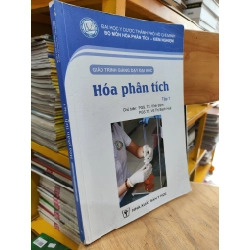 ĐẠI HỌC Y DƯỢC THÀNH PHỐ HỒ CHÍ MINH
BỘ MÔN HÓA PHÂN TÍCH - KIỂM NGHIỆM
GIÁO TRÌNH GIẢNG DẠY ĐẠI HỌC
Hóa phân tích
Tập 1
NHÀ XUẤT BẢN Y HỌC